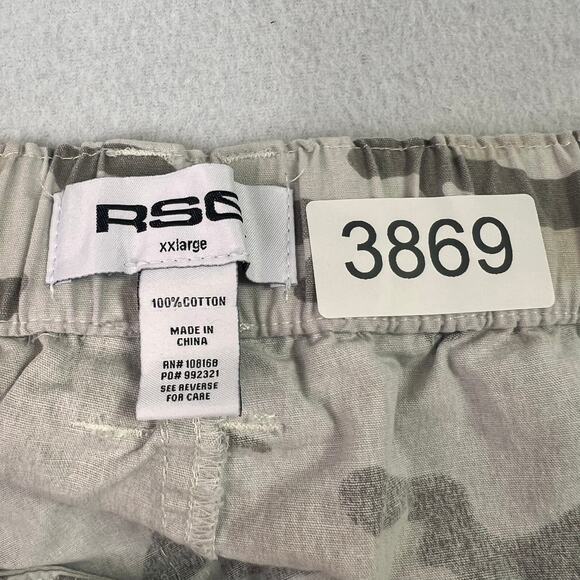 RSQ
xxlarge
3869
100% COTTON
MADE IN
CHINA
RN# 108168
PO# 992321
SEE REVERSE
FOR CARE